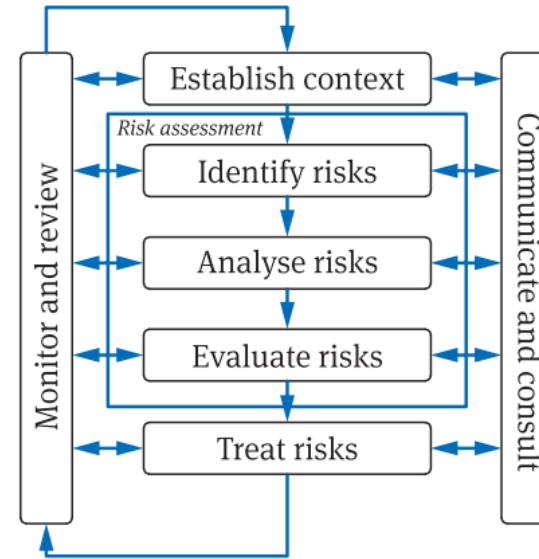 Establish context
Risk assessment
Identify risks
Analyse risks
Evaluate risks
Treat risks
Monitor and review
Communicate and consult